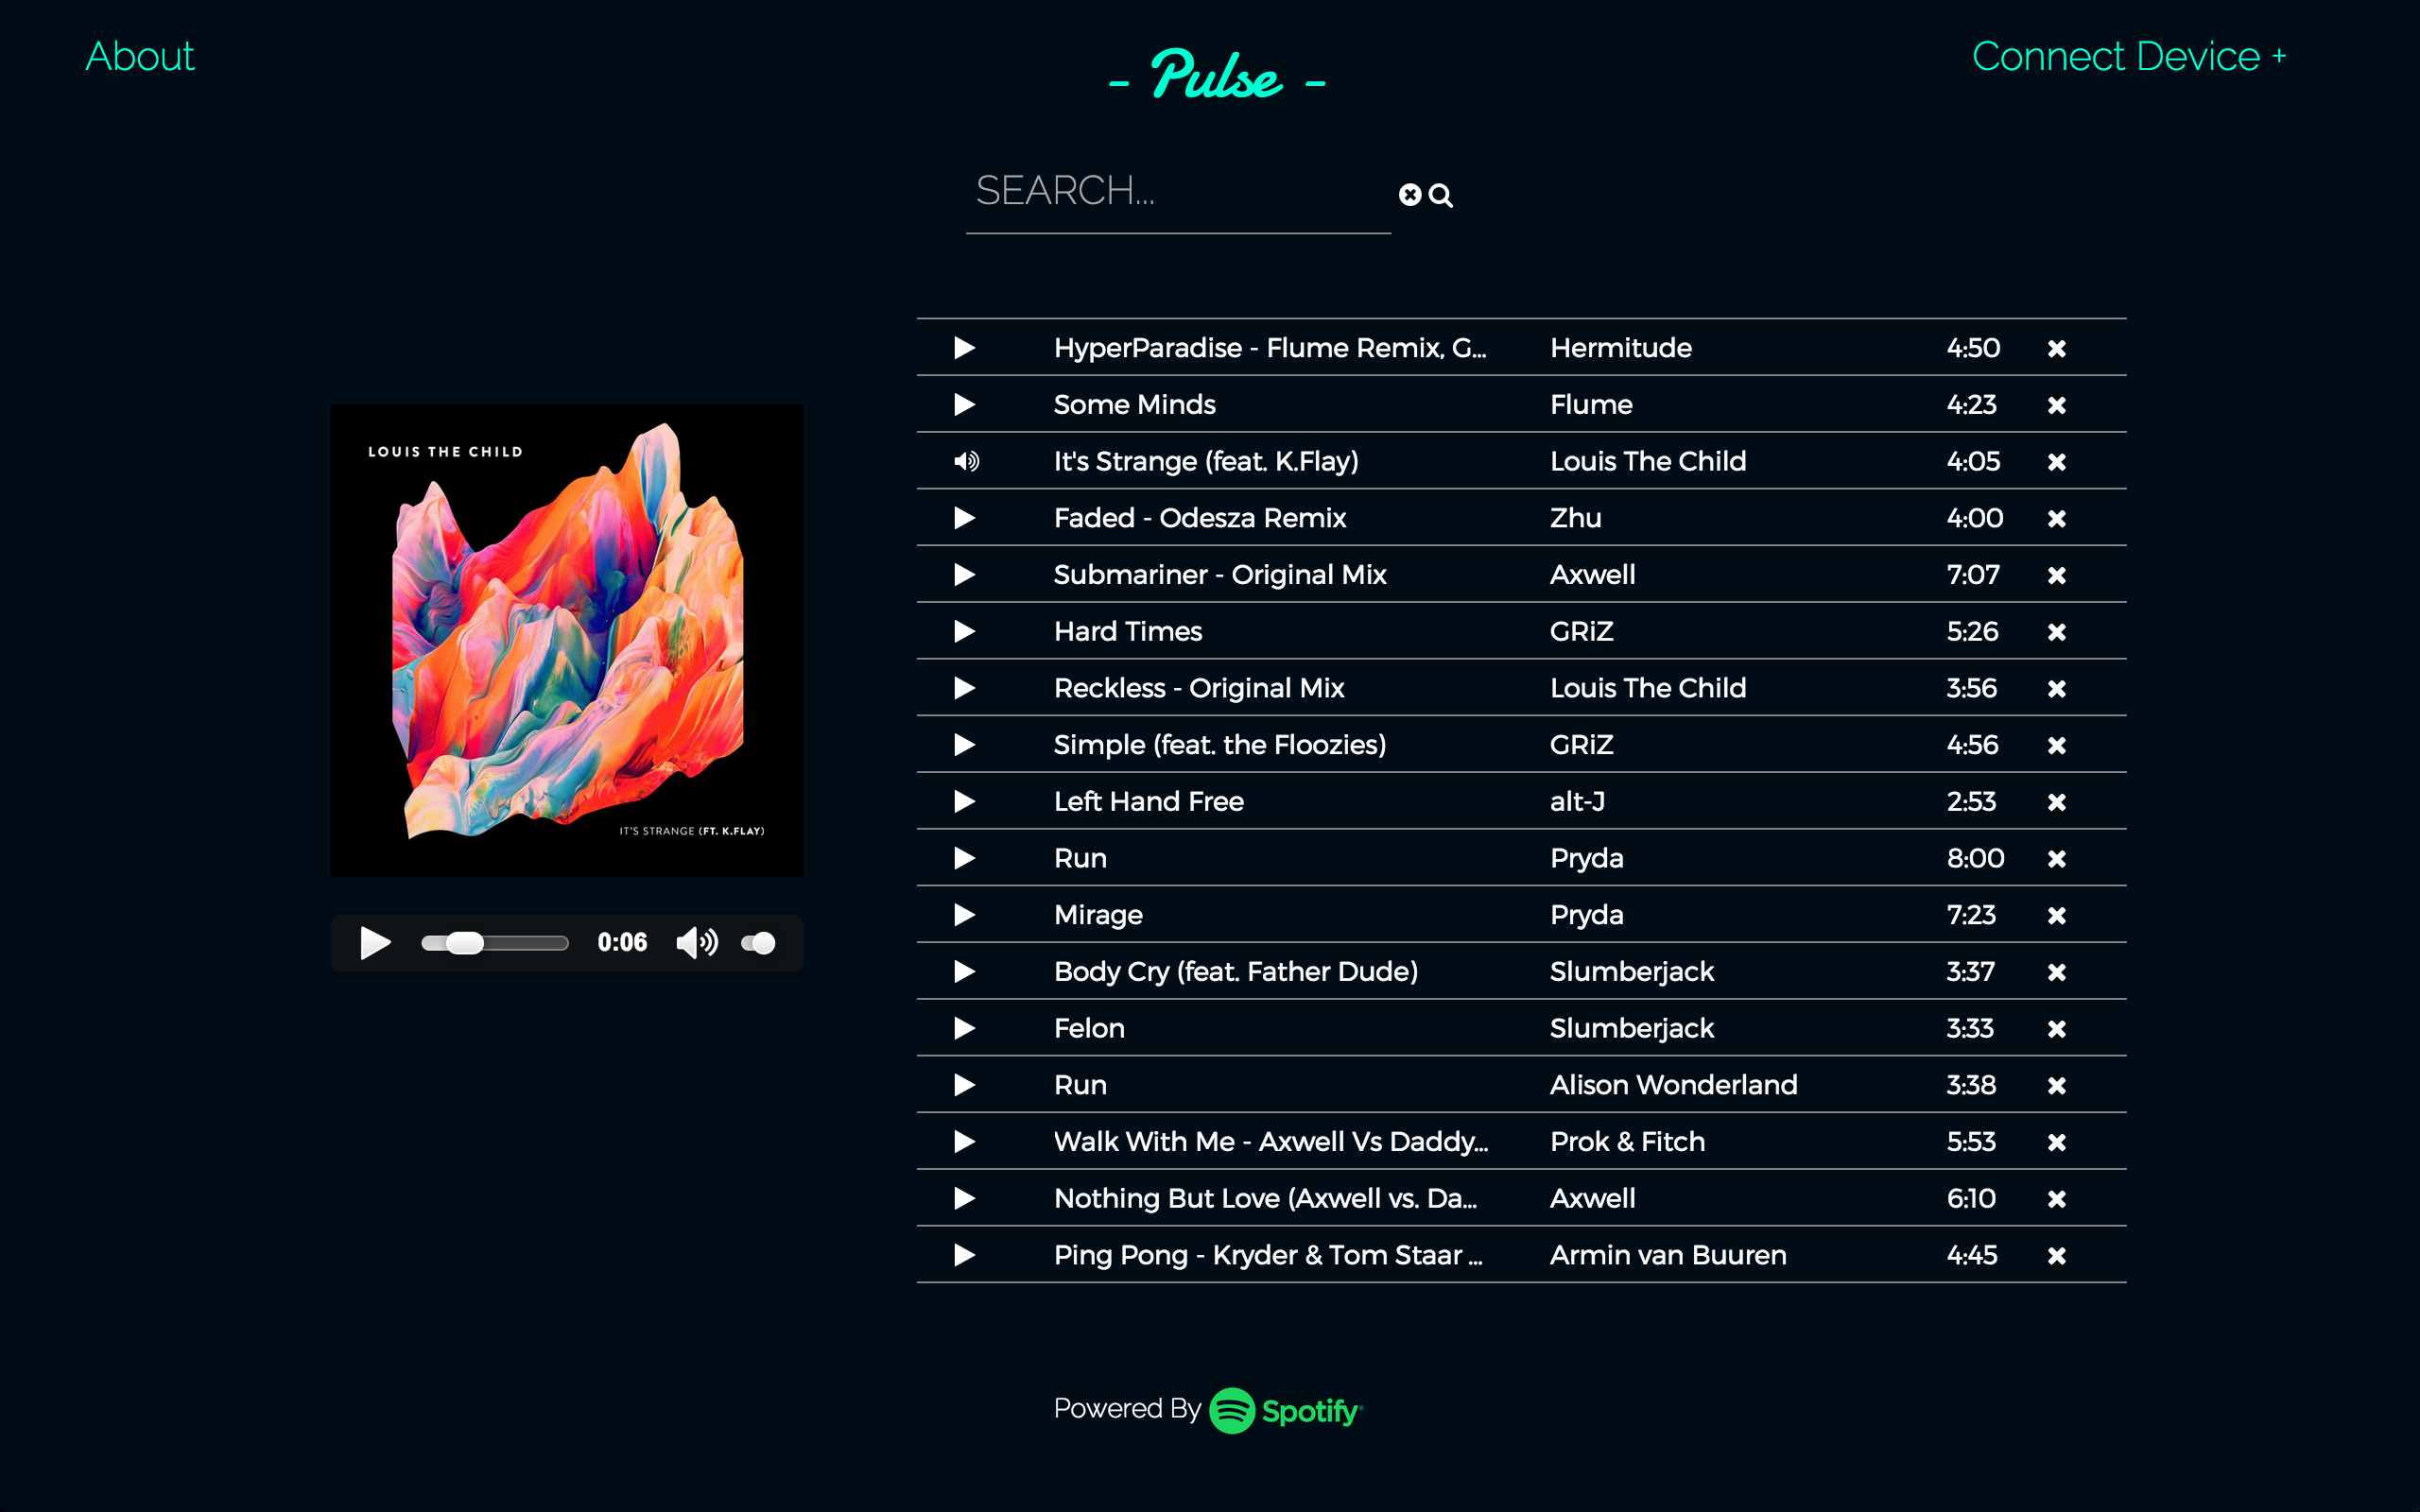 About
- Pulse -
Connect Device +
SEARCH...
HyperParadise - Flume Remix, G... Hermitude 4:50
Some Minds Flume 4:23
It's Strange (feat. K.Flay) Louis The Child 4:05
Faded - Odesza Remix Zhu 4:00
Submariner - Original Mix Axwell 7:07
Hard Times GRiZ 5:26
Reckless - Original Mix Louis The Child 3:56
Simple (feat. the Floozies) GRiZ 4:56
Left Hand Free alt-J 2:53
Run Pryda 8:00
Mirage Pryda 7:23
Body Cry (feat. Father Dude) Slumberjack 3:37
Felon Slumberjack 3:33
Run Alison Wonderland 3:38
Walk With Me - Axwell Vs Daddy... Prok & Fitch 5:53
Nothing But Love (Axwell vs. Da... Axwell 6:10
Ping Pong - Kryder & Tom Staar ... Armin van Buuren 4:45
LOUIS THE CHILD
IT'S STRANGE (FT. K.FLAY)
0:06
Powered By Spotify